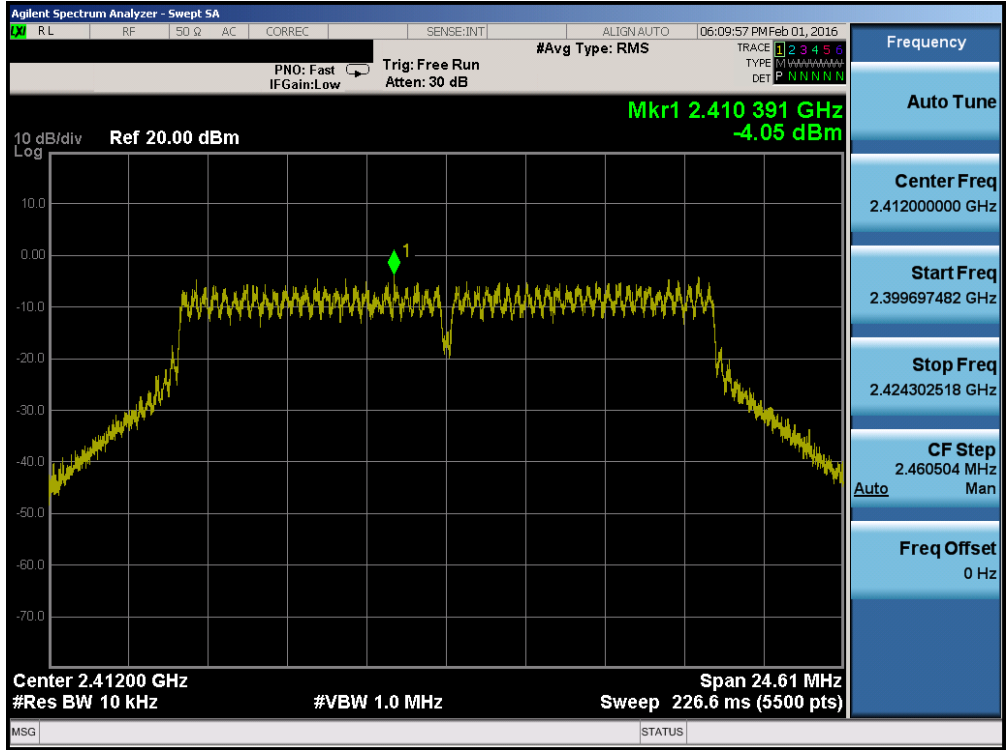 Agilent Spectrum Analyzer - Swept SA
LXI RL RF 50 Ω AC CORREC SENSE:INT ALIGN AUTO 06:09:57 PM Feb 01, 2016
#Avg Type: RMS
TRACE 1 2 3 4 5 6
TYPE M WWWWW
DET P N N N N N
PNO: Fast
IFGain:Low
Trig: Free Run
Atten: 30 dB
Mkr1 2.410 391 GHz
-4.05 dBm
10 dB/div Ref 20.00 dBm
Log
10.0
0.00
-10.0
-20.0
-30.0
-40.0
-50.0
-60.0
-70.0
1
Center 2.41200 GHz
Span 24.61 MHz
#Res BW 10 kHz
#VBW 1.0 MHz
Sweep 226.6 ms (5500 pts)
MSG
STATUS
Frequency
Auto Tune
Center Freq
2.412000000 GHz
Start Freq
2.399697482 GHz
Stop Freq
2.424302518 GHz
CF Step
2.460504 MHz
Auto Man
Freq Offset
0 Hz